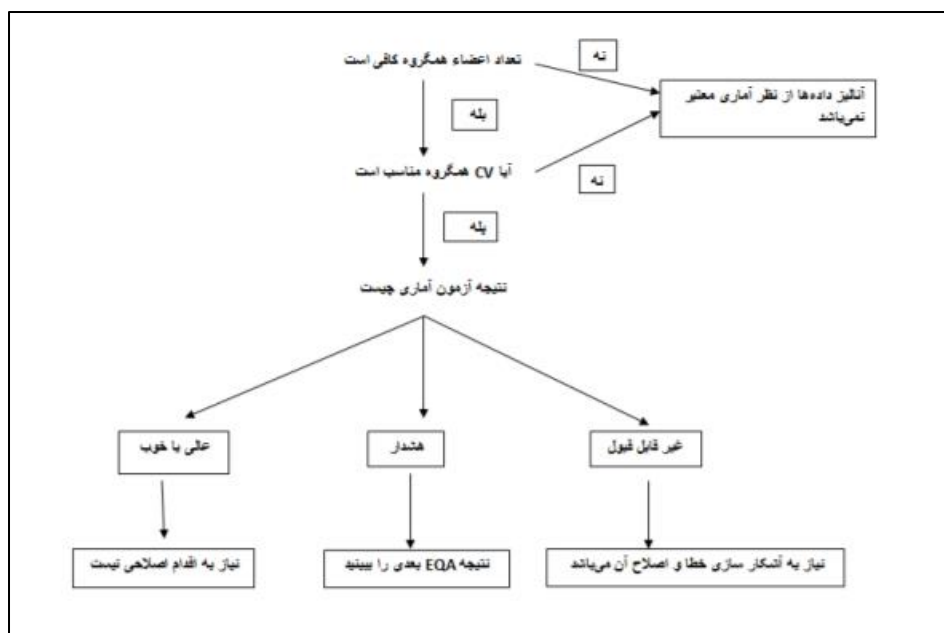 تعداد اعضاء همگروه کافی است
نه
آنالیز داده‌ها از نظر آماری معتبر
نمی‌باشد
بله
آیا CV همگروه مناسب است
نه
بله
نتیجه آزمون آماری چیست
غیر قابل قبول
هشدار
عالی یا خوب
نیاز به آشکار سازی خطا و اصلاح آن می‌باشد
نتیجه EQA بعدی را ببینید
نیاز به اقدام اصلاحی نیست